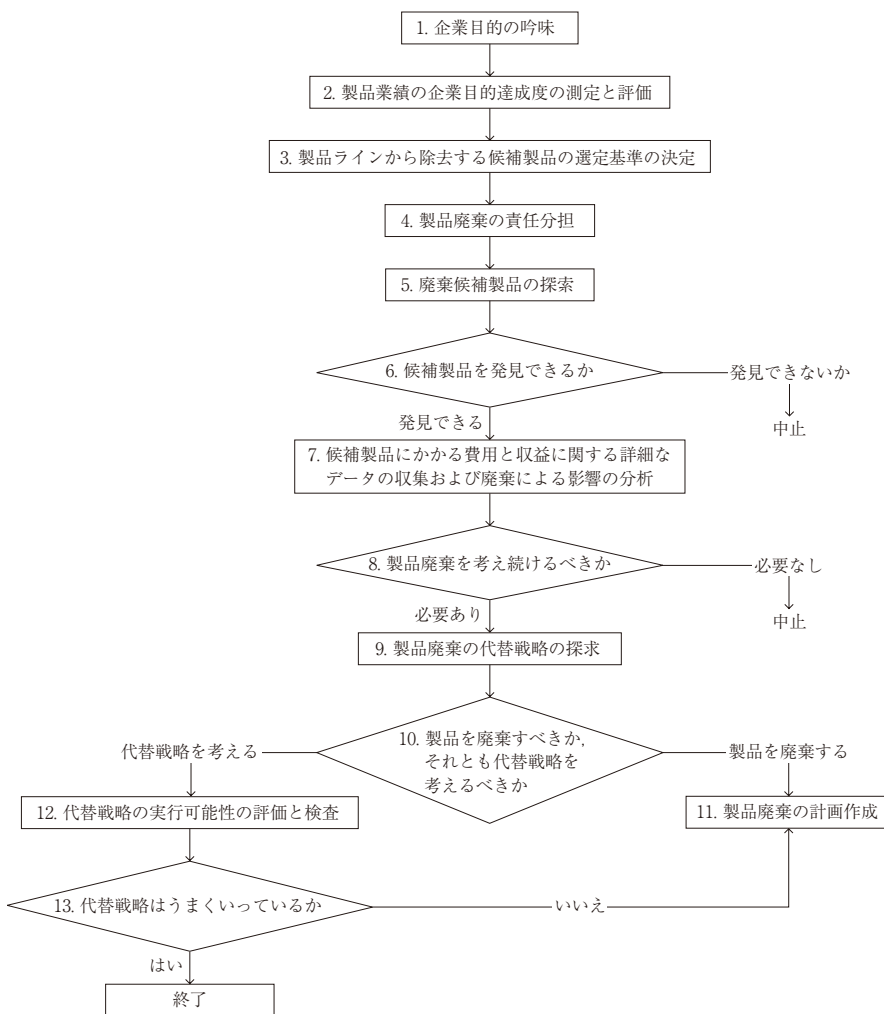 1. 企業目的の吟味
2. 製品業績の企業目的達成度の測定と評価
3. 製品ラインから除去する候補製品の選定基準の決定
4. 製品廃棄の責任分担
5. 廃棄候補製品の探索
6. 候補製品を発見できるか
発見できないか
中止
発見できる
7. 候補製品にかかる費用と収益に関する詳細な
データの収集および廃棄による影響の分析
8. 製品廃棄を考え続けるべきか
必要なし
中止
必要あり
9. 製品廃棄の代替戦略の探求
10. 製品を廃棄すべきか,
それとも代替戦略を
考えるべきか
代替戦略を考える
製品を廃棄する
12. 代替戦略の実行可能性の評価と検査
11. 製品廃棄の計画作成
13. 代替戦略はうまくいっているか
いいえ
はい
終了